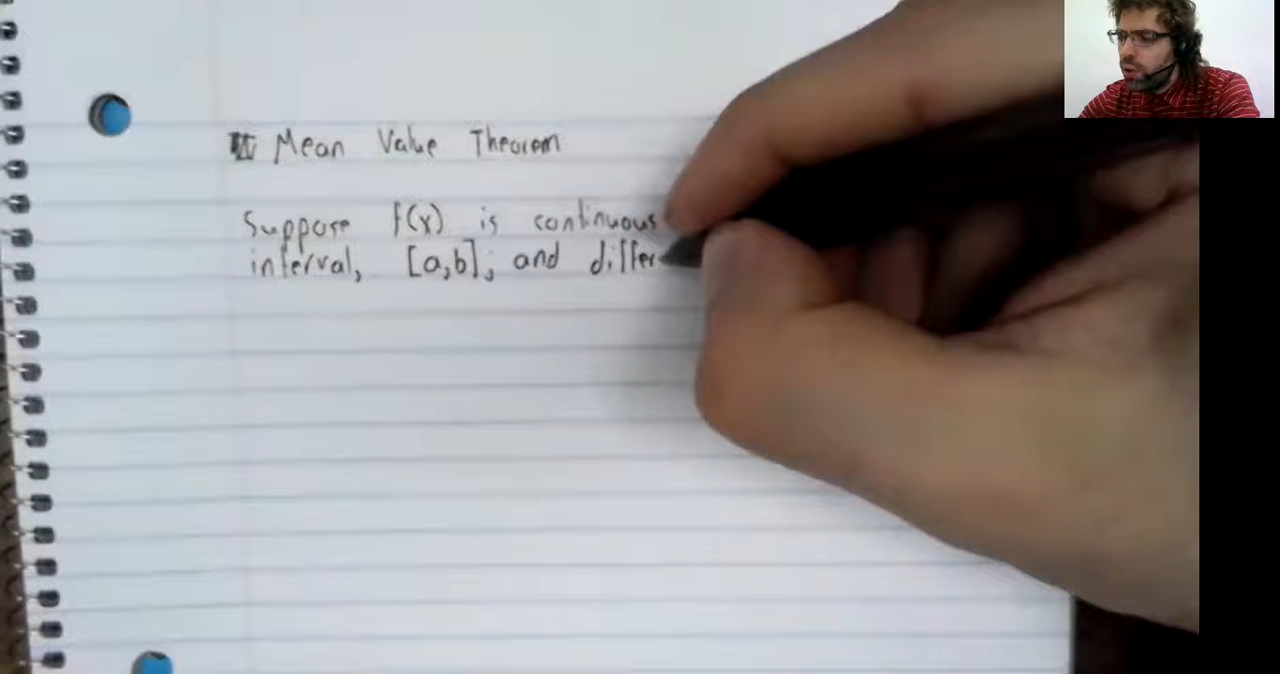 Mean Value Theorem
Suppose f(x) is continuous
interval, [a,b], and differ